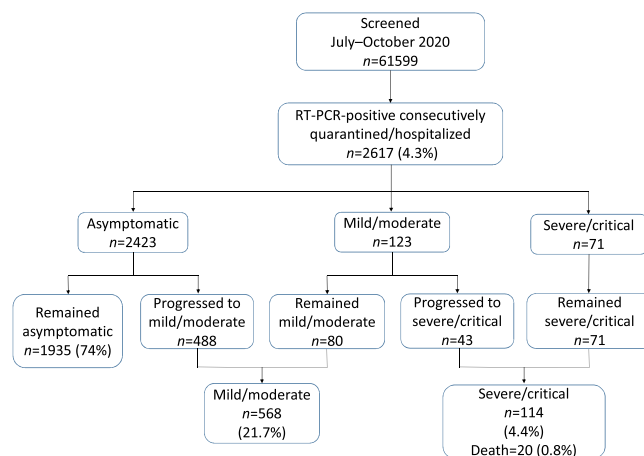 Screened
July–October 2020
n=61599
RT-PCR-positive consecutively
quarantined/hospitalized
n=2617 (4.3%)
Asymptomatic
n=2423
Mild/moderate
n=123
Severe/critical
n=71
Remained
asymptomatic
n=1935 (74%)
Progressed to
mild/moderate
n=488
Remained
mild/moderate
n=80
Progressed to
severe/critical
n=43
Remained
severe/critical
n=71
Mild/moderate
n=568
(21.7%)
Severe/critical
n=114
(4.4%)
Death=20 (0.8%)